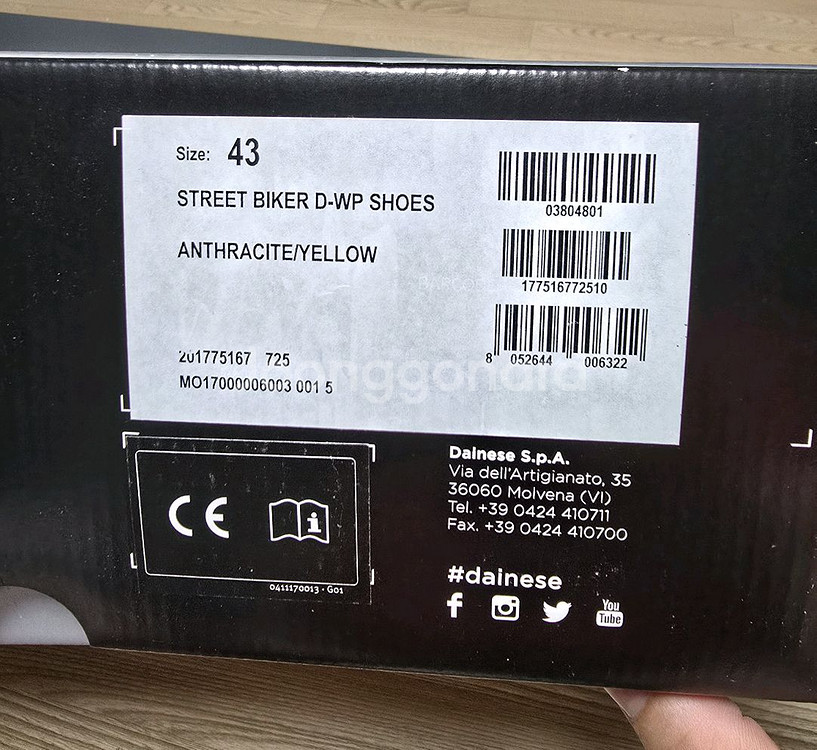 Size: 43
STREET BIKER D-WP SHOES
ANTHRACITE/YELLOW
201775167 725
MO17000006003 001 5
03804801
177516772510
8 052644 006322
CE
0411170013 - G01
Dainese S.p.A.
Via dell'Artigianato, 35
36060 Molvena (VI)
Tel. +39 0424 410711
Fax. +39 0424 410700
#dainese
You
Tube